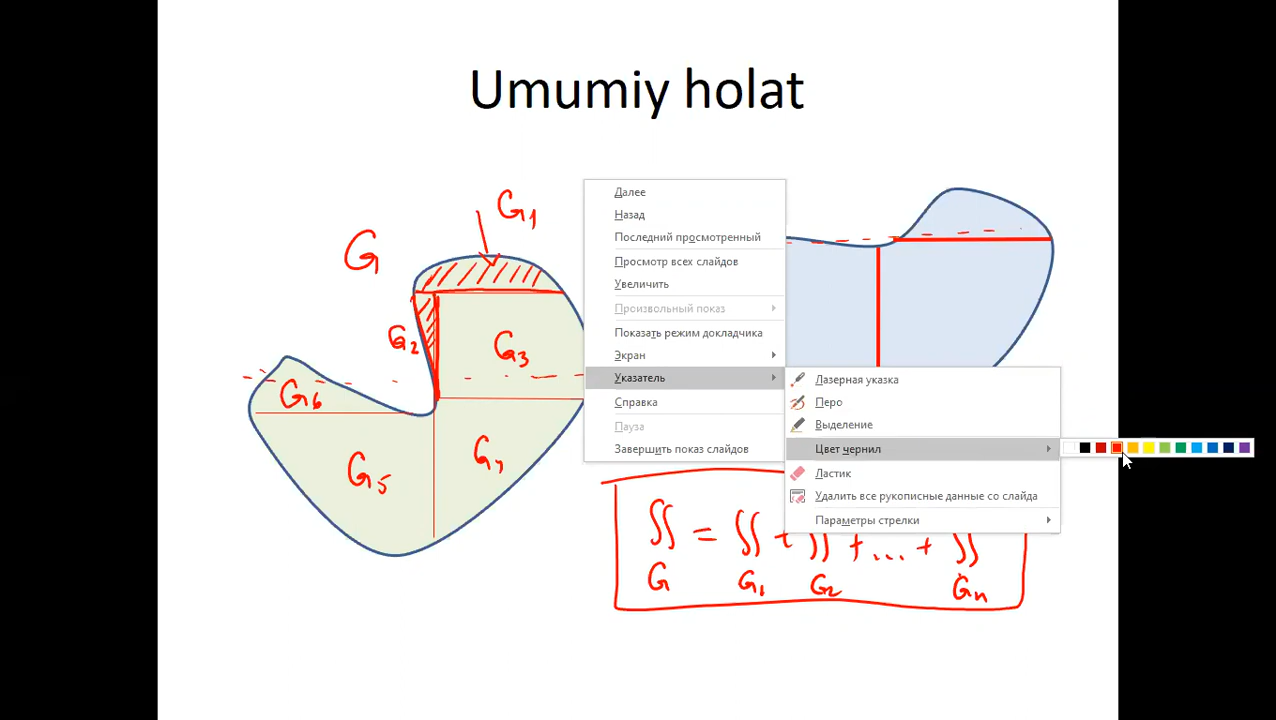 Umumiy holat
G
G1
G2
G3
G6
G5
G4
Далее
Назад
Последний просмотренный
Просмотр всех слайдов
Увеличить
Произвольный показ
Показать режим докладчика
Экран
Указатель
Справка
Пауза
Завершить показ слайдов
Лазерная указка
Перо
Выделение
Цвет чернил
Ластик
Удалить все рукописные данные со слайда
Параметры стрелки
∬ = ∬ + ∬ + ... + ∬
G G1 G2 Gn